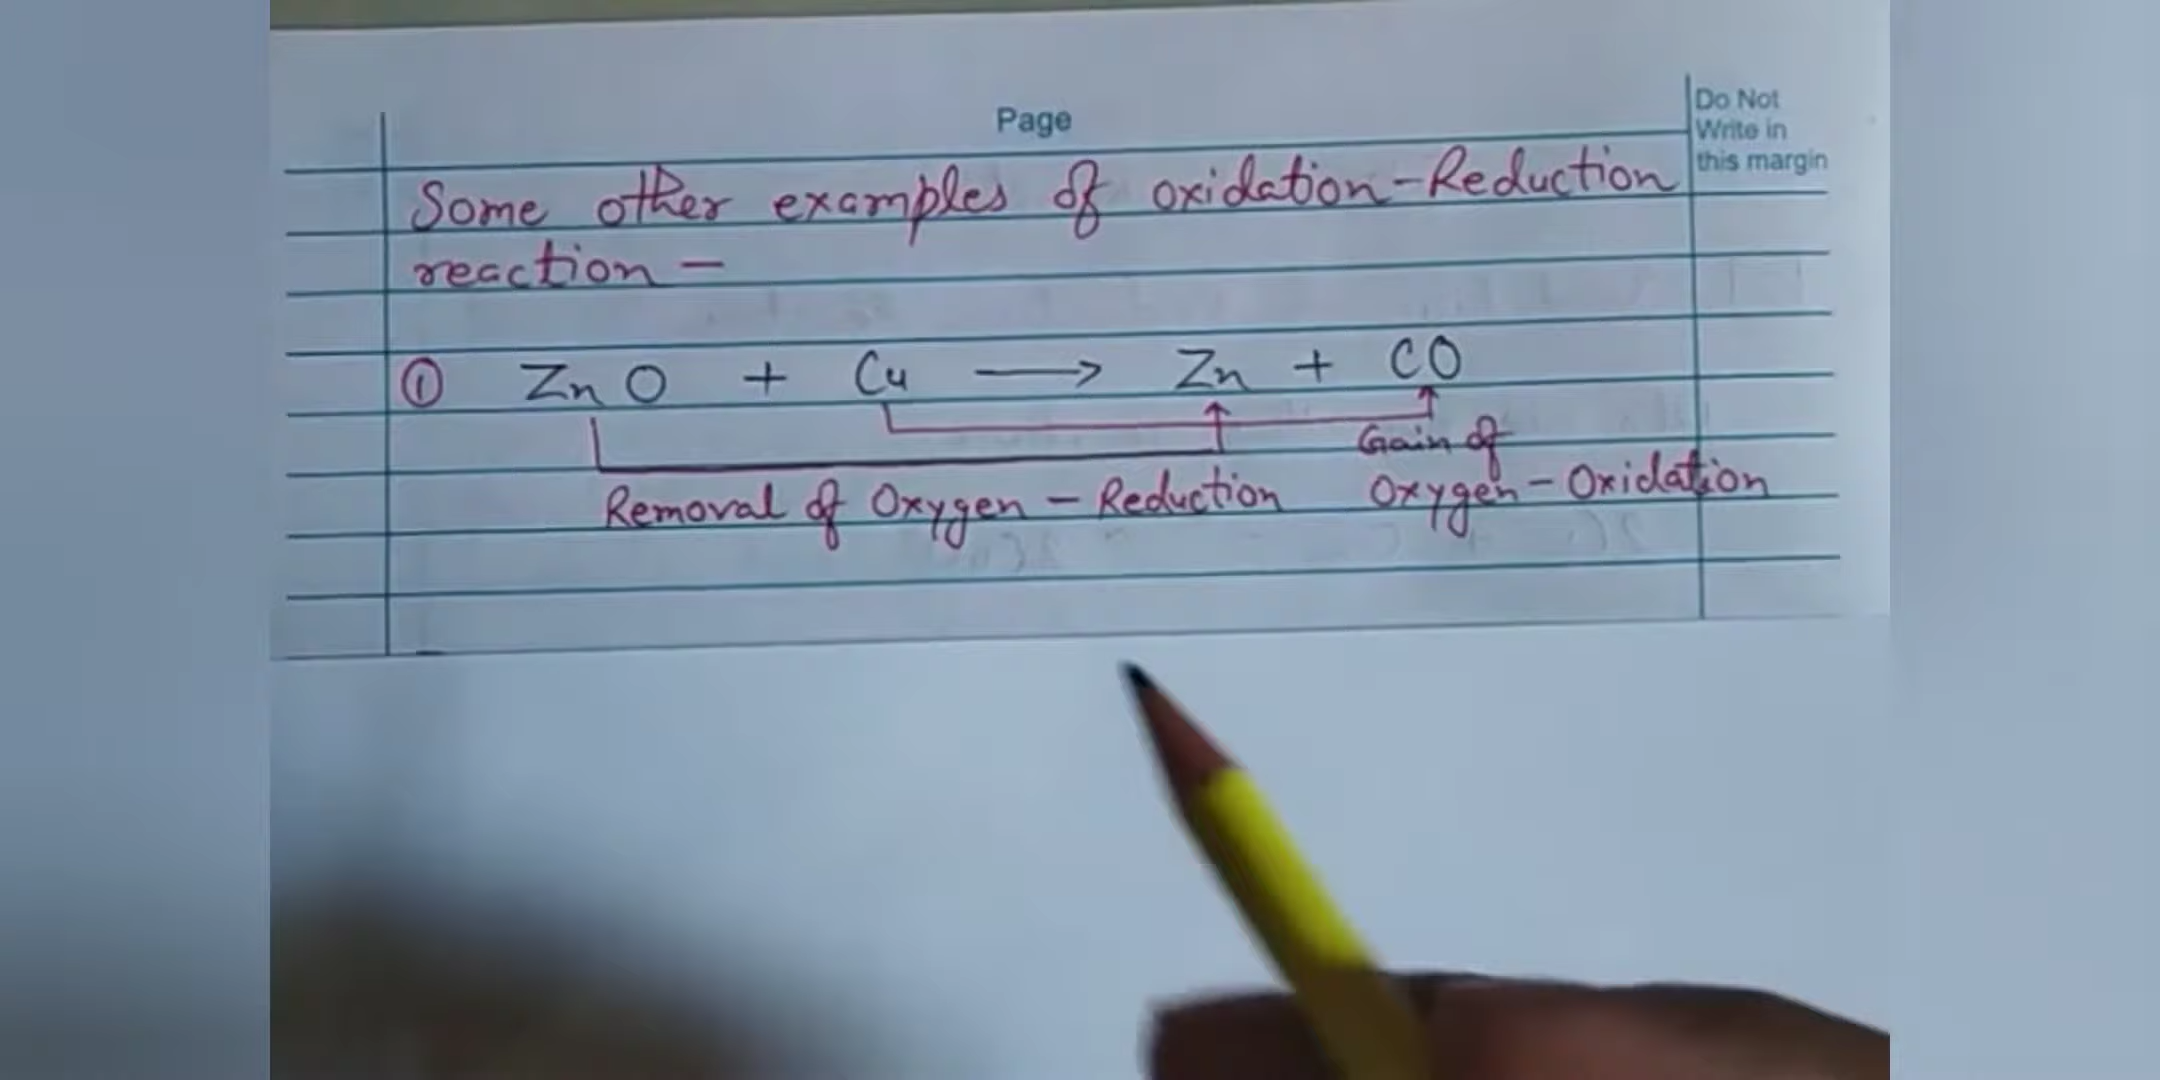 Page
Do Not
Write in
this margin
Some other examples of oxidation-Reduction
reaction –
① ZnO + Cu ⟶ Zn + CO
Gain of
Removal of Oxygen – Reduction Oxygen – Oxidation